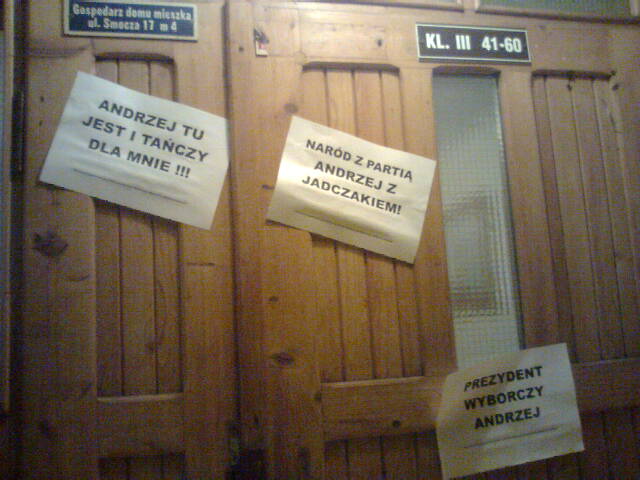 Gospodarz domu mieszka
ul. Smocza 17 m 4
KL. III 41-60
ANDRZEJ TU
JEST I TAŃCZY
DLA MNIE !!!
NARÓD Z PARTIĄ
ANDRZEJ Z
JADCZAKIEM!
PREZYDENT
WYBORCZY
ANDRZEJ